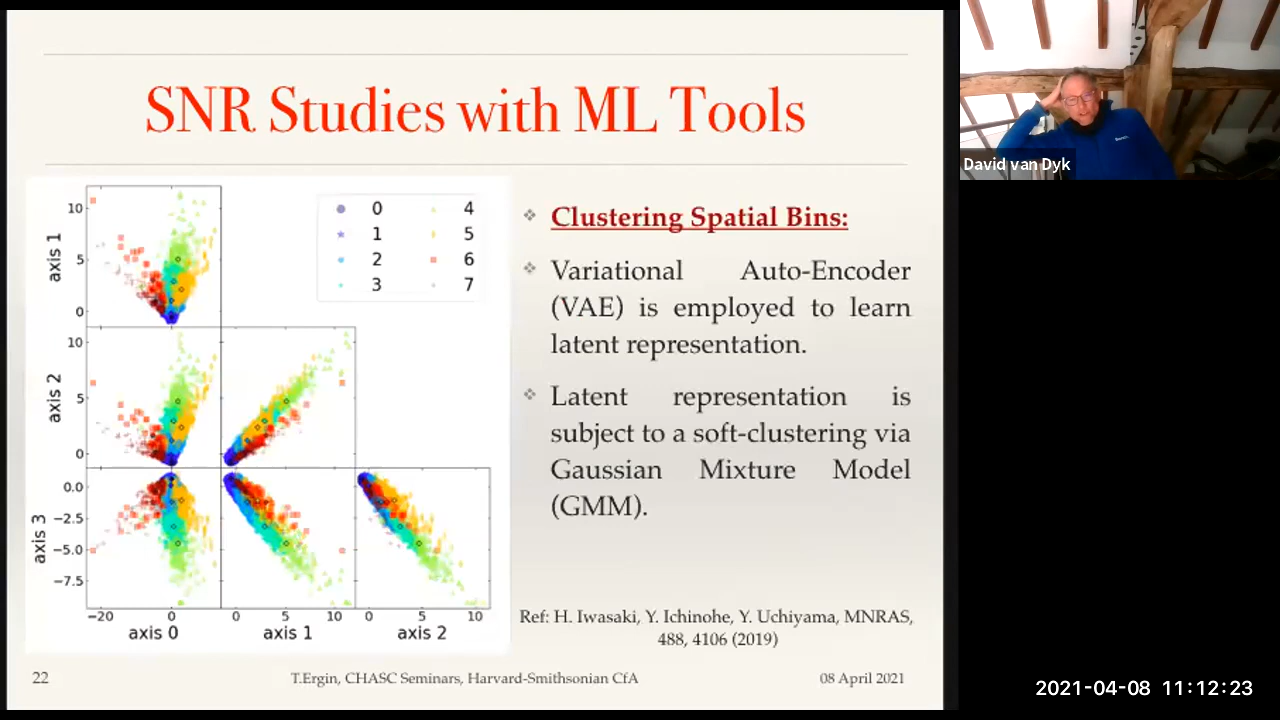 SNR Studies with ML Tools
10
5
0
axis 1
0
1
2
3
4
5
6
7
10
5
0
axis 2
0.0
−2.5
−5.0
−7.5
axis 3
−20
0
0
5
10
0
5
10
axis 0
axis 1
axis 2
Clustering Spatial Bins:
Variational Auto-Encoder
(VAE) is employed to learn
latent representation.
Latent representation is
subject to a soft-clustering via
Gaussian Mixture Model
(GMM).
Ref: H. Iwasaki, Y. Ichinohe, Y. Uchiyama, MNRAS,
488, 4106 (2019)
22
T.Ergin, CHASC Seminars, Harvard-Smithsonian CfA
08 April 2021
David van Dyk
2021-04-08 11:12:23